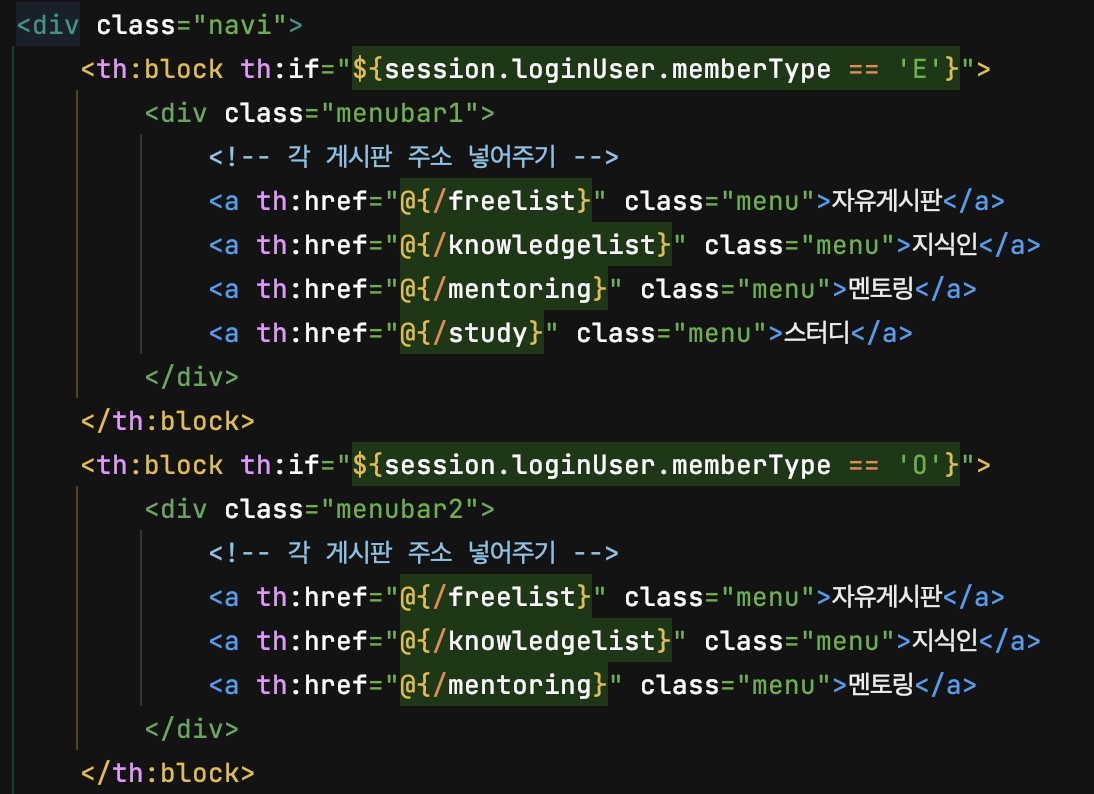 <div class="navi">
<th:block th:if="${session.loginUser.memberType == 'E'}">
<div class="menubar1">
<!-- 각 게시판 주소 넣어주기 -->
<a th:href="@{/freelist}" class="menu">자유게시판</a>
<a th:href="@{/knowledgelist}" class="menu">지식인</a>
<a th:href="@{/mentoring}" class="menu">멘토링</a>
<a th:href="@{/study}" class="menu">스터디</a>
</div>
</th:block>
<th:block th:if="${session.loginUser.memberType == 'O'}">
<div class="menubar2">
<!-- 각 게시판 주소 넣어주기 -->
<a th:href="@{/freelist}" class="menu">자유게시판</a>
<a th:href="@{/knowledgelist}" class="menu">지식인</a>
<a th:href="@{/mentoring}" class="menu">멘토링</a>
</div>
</th:block>